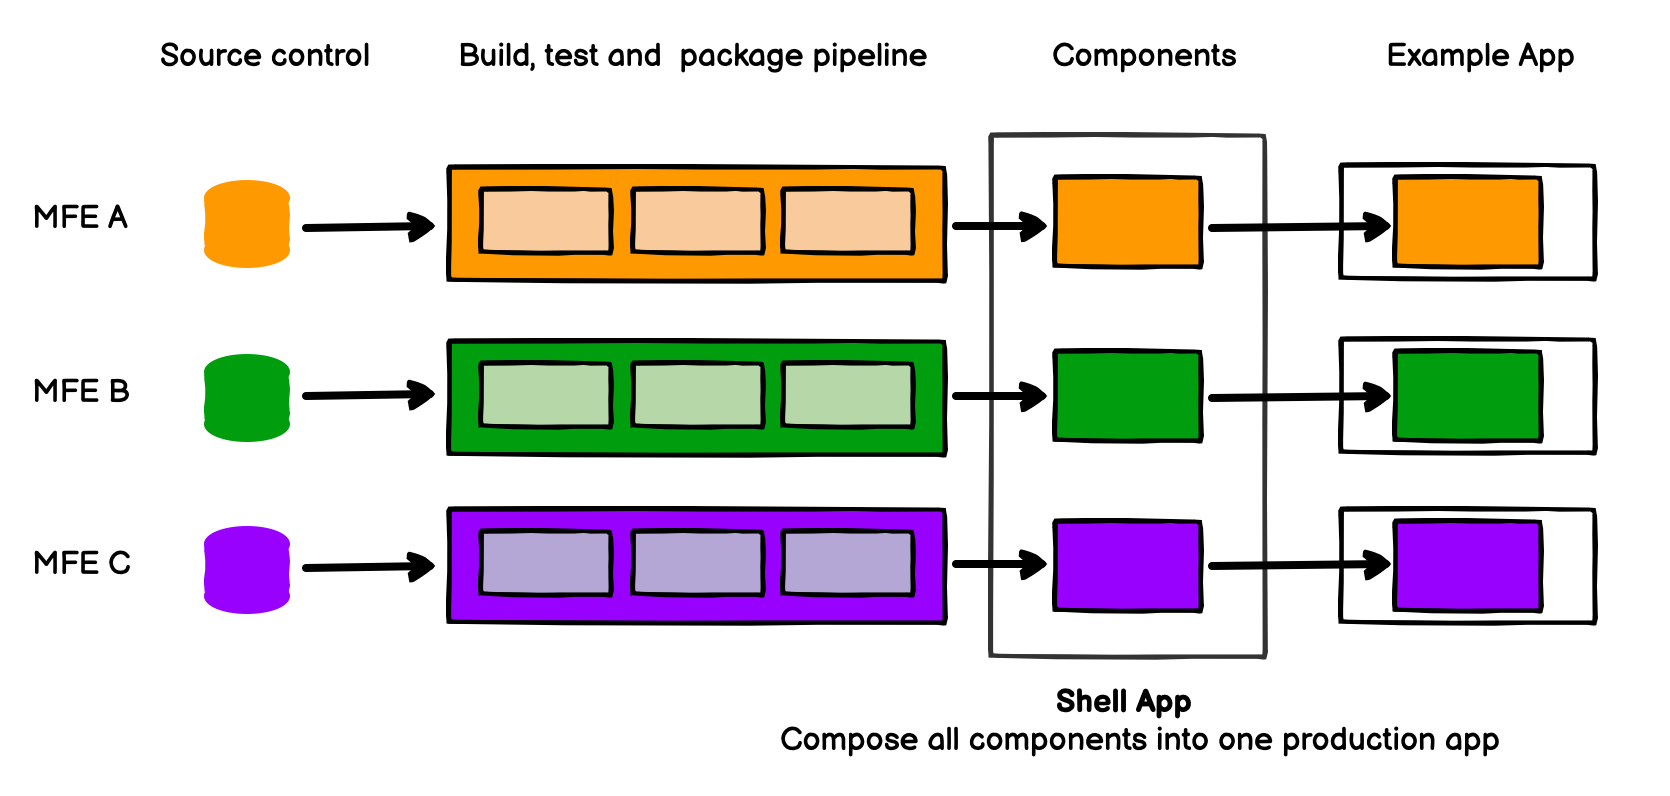 Source control
Build, test and package pipeline
Components
Example App
MFE A
MFE B
MFE C
Shell App
Compose all components into one production app